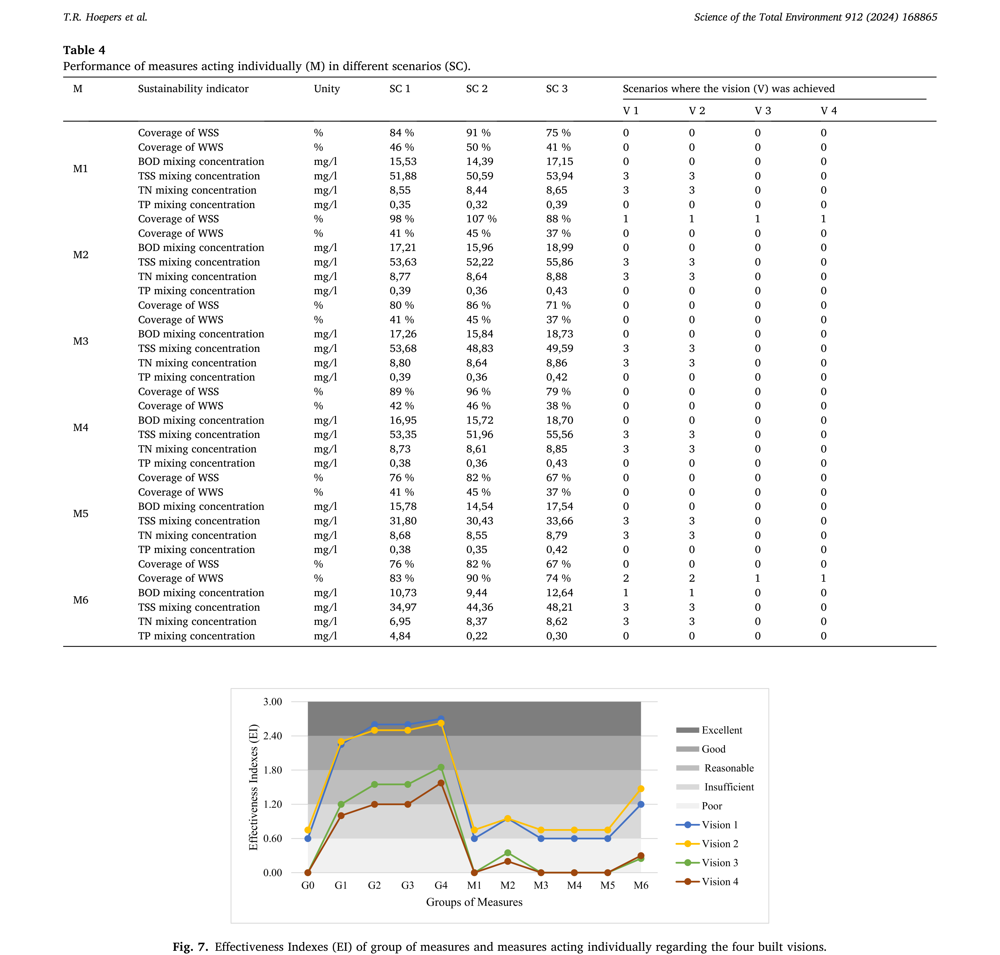 T.R. Hoepers et al.
Science of the Total Environment 912 (2024) 168865
Table 4
Performance of measures acting individually (M) in different scenarios (SC).
M Sustainability indicator Unity SC 1 SC 2 SC 3 Scenarios where the vision (V) was achieved
V 1 V 2 V 3 V 4
Coverage of WSS % 84 % 91 % 75 % 0 0 0 0
Coverage of WWS % 46 % 50 % 41 % 0 0 0 0
BOD mixing concentration mg/l 15,53 14,39 17,15 0 0 0 0
M1
TSS mixing concentration mg/l 51,88 50,59 53,94 3 3 0 0
TN mixing concentration mg/l 8,55 8,44 8,65 3 3 0 0
TP mixing concentration mg/l 0,35 0,32 0,39 0 0 0 0
Coverage of WSS % 98 % 107 % 88 % 1 1 1 1
Coverage of WWS % 41 % 45 % 37 % 0 0 0 0
BOD mixing concentration mg/l 17,21 15,96 18,99 0 0 0 0
M2
TSS mixing concentration mg/l 53,63 52,22 55,86 3 3 0 0
TN mixing concentration mg/l 8,77 8,64 8,88 3 3 0 0
TP mixing concentration mg/l 0,39 0,36 0,43 0 0 0 0
Coverage of WSS % 80 % 86 % 71 % 0 0 0 0
Coverage of WWS % 41 % 45 % 37 % 0 0 0 0
BOD mixing concentration mg/l 17,26 15,84 18,73 0 0 0 0
M3
TSS mixing concentration mg/l 53,68 48,83 49,59 3 3 0 0
TN mixing concentration mg/l 8,80 8,64 8,86 3 3 0 0
TP mixing concentration mg/l 0,39 0,36 0,42 0 0 0 0
Coverage of WSS % 89 % 96 % 79 % 0 0 0 0
Coverage of WWS % 42 % 46 % 38 % 0 0 0 0
BOD mixing concentration mg/l 16,95 15,72 18,70 0 0 0 0
M4
TSS mixing concentration mg/l 53,35 51,96 55,56 3 3 0 0
TN mixing concentration mg/l 8,73 8,61 8,85 3 3 0 0
TP mixing concentration mg/l 0,38 0,36 0,43 0 0 0 0
Coverage of WSS % 76 % 82 % 67 % 0 0 0 0
Coverage of WWS % 41 % 45 % 37 % 0 0 0 0
BOD mixing concentration mg/l 15,78 14,54 17,54 0 0 0 0
M5
TSS mixing concentration mg/l 31,80 30,43 33,66 3 3 0 0
TN mixing concentration mg/l 8,68 8,55 8,79 3 3 0 0
TP mixing concentration mg/l 0,38 0,35 0,42 0 0 0 0
Coverage of WSS % 76 % 82 % 67 % 0 0 0 0
Coverage of WWS % 83 % 90 % 74 % 2 2 1 1
BOD mixing concentration mg/l 10,73 9,44 12,64 1 1 0 0
M6
TSS mixing concentration mg/l 34,97 44,36 48,21 3 3 0 0
TN mixing concentration mg/l 6,95 8,37 8,62 3 3 0 0
TP mixing concentration mg/l 4,84 0,22 0,30 0 0 0 0
Effectiveness Indexes (EI)
3.00
2.40
1.80
1.20
0.60
0.00
G0 G1 G2 G3 G4 M1 M2 M3 M4 M5 M6
Groups of Measures
Excellent
Good
Reasonable
Insufficient
Poor
Vision 1
Vision 2
Vision 3
Vision 4
Fig. 7. Effectiveness Indexes (EI) of group of measures and measures acting individually regarding the four built visions.